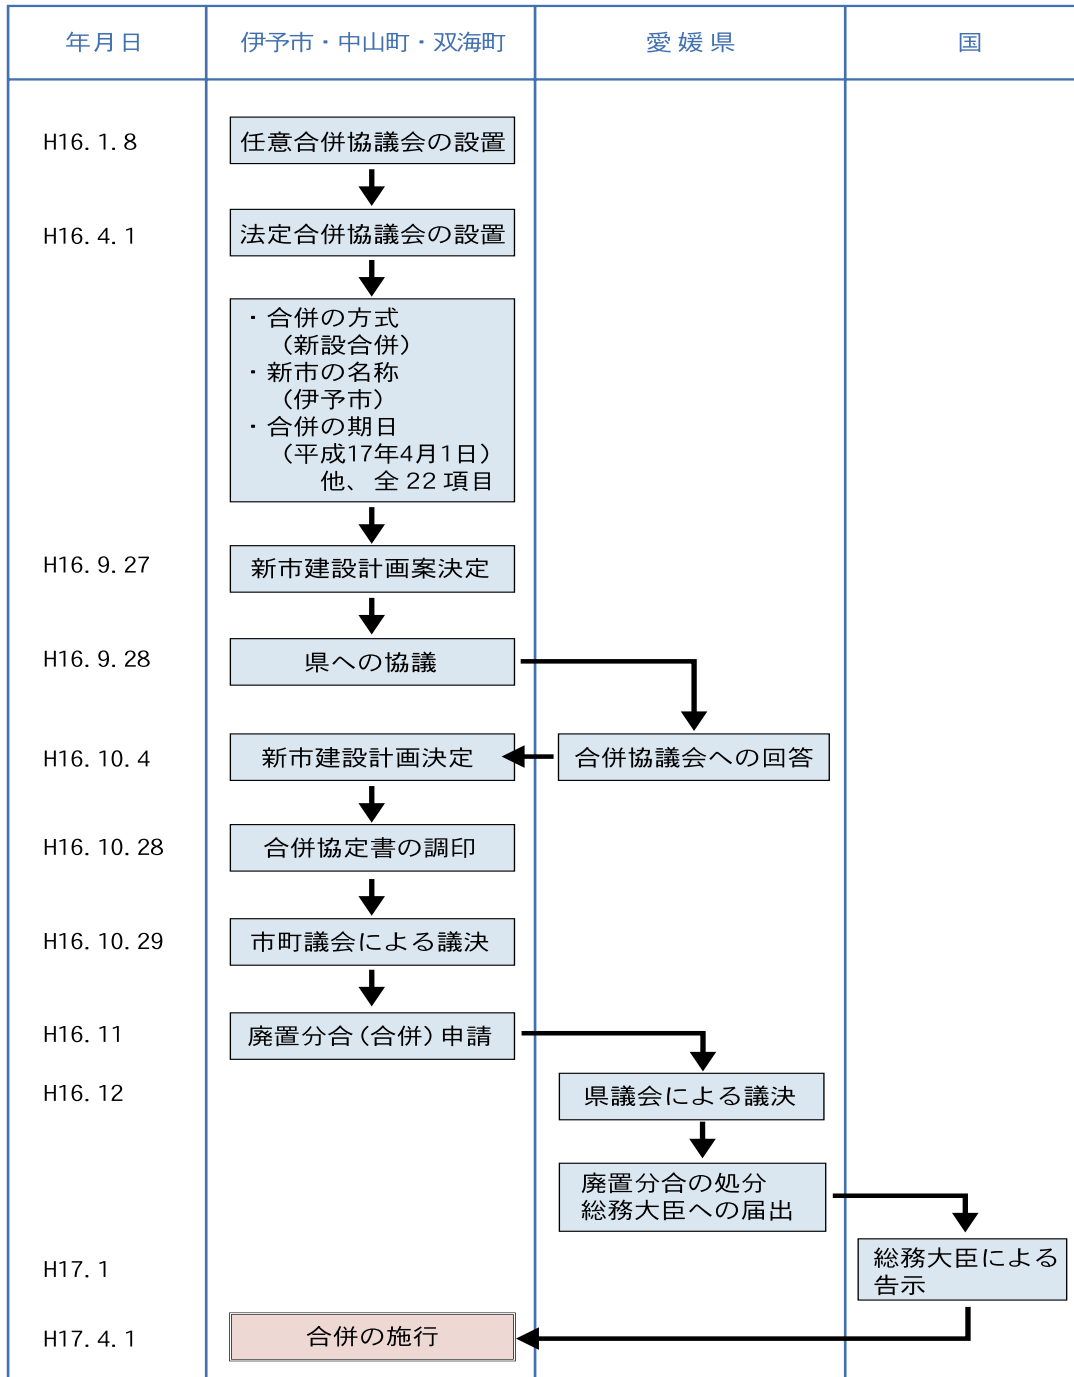 年月日
伊予市・中山町・双海町
愛媛県
国
H16. 1. 8
任意合併協議会の設置
H16. 4. 1
法定合併協議会の設置
・合併の方式
（新設合併）
・新市の名称
（伊予市）
・合併の期日
（平成17年4月1日）
他、全 22 項目
H16. 9. 27
新市建設計画案決定
H16. 9. 28
県への協議
H16. 10. 4
新市建設計画決定
合併協議会への回答
H16. 10. 28
合併協定書の調印
H16. 10. 29
市町議会による議決
H16. 11
廃置分合（合併）申請
H16. 12
県議会による議決
廃置分合の処分
総務大臣への届出
H17. 1
総務大臣による
告示
H17. 4. 1
合併の施行